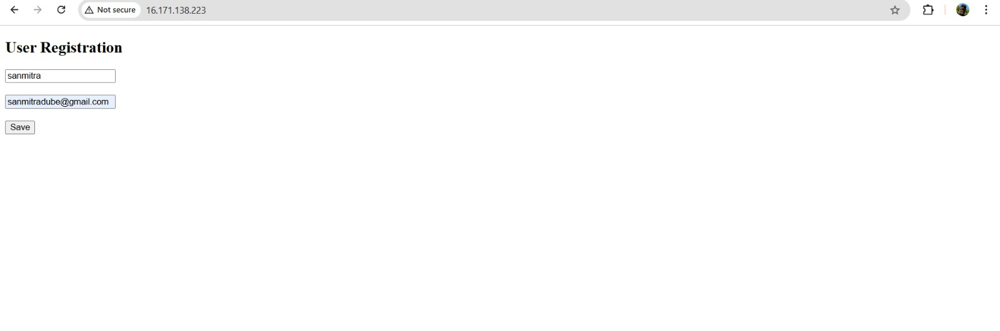 Not secure 16.171.138.223
User Registration
sanmitra
sanmitradube@gmail.com
Save